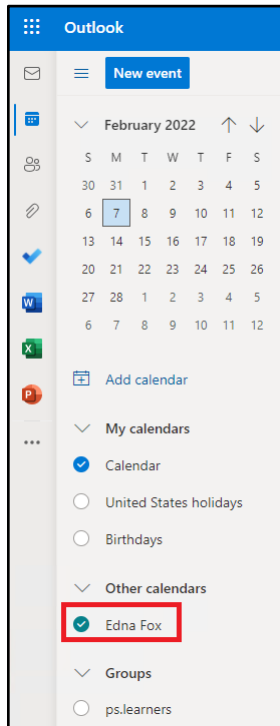 Outlook
New event
February 2022
S M T W T F S
30 31 1 2 3 4 5
6 7 8 9 10 11 12
13 14 15 16 17 18 19
20 21 22 23 24 25 26
27 28 1 2 3 4 5
6 7 8 9 10 11 12
Add calendar
My calendars
Calendar
United States holidays
Birthdays
Other calendars
Edna Fox
Groups
ps.learners
W
X
P